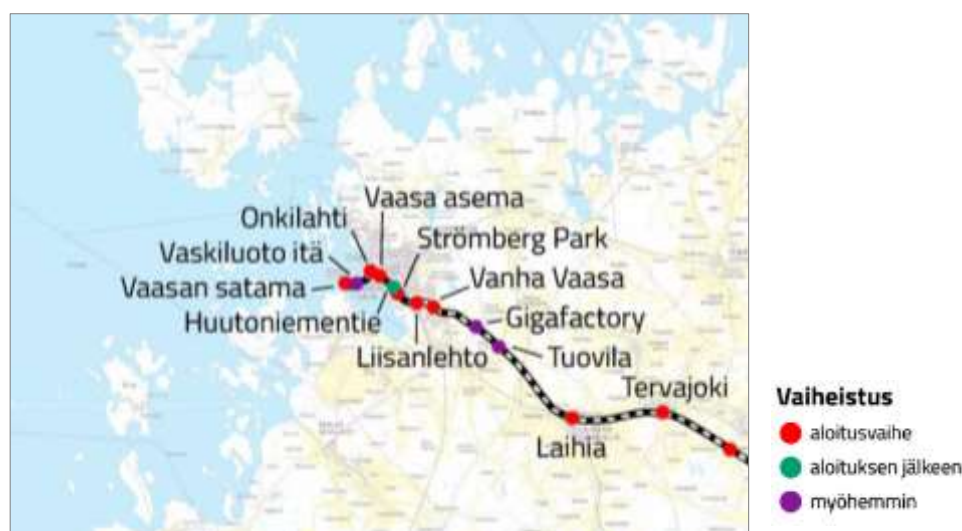 Vaasa asema
Onkilahti
Strömberg Park
Vaskiluoto itä
Vanha Vaasa
Vaasan satama
Huutoniementie
Gigafactory
Liisanlehto
Tuovila
Tervajoki
Laihia
Vaiheistus
aloitusvaihe
aloituksen jälkeen
myöhemmin